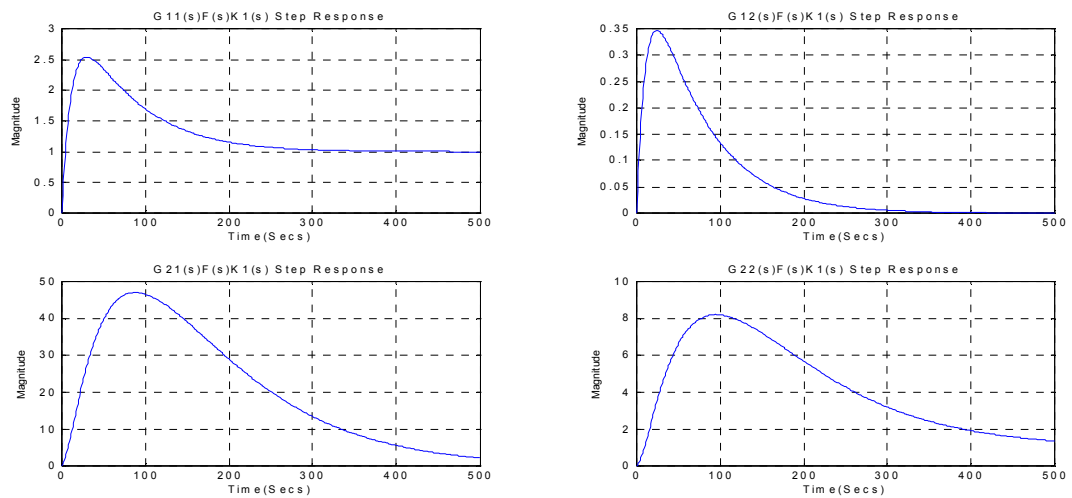 G11(s)F(s)K1(s) Step Response
3
2.5
2
1.5
1
0.5
0
Magnitude
0 100 200 300 400 500
Time(Secs)
G12(s)F(s)K1(s) Step Response
0.35
0.3
0.25
0.2
0.15
0.1
0.05
0
Magnitude
0 100 200 300 400 500
Time(Secs)
G21(s)F(s)K1(s) Step Response
50
40
30
20
10
0
Magnitude
0 100 200 300 400 500
Time(Secs)
G22(s)F(s)K1(s) Step Response
10
8
6
4
2
0
Magnitude
0 100 200 300 400 500
Time(Secs)